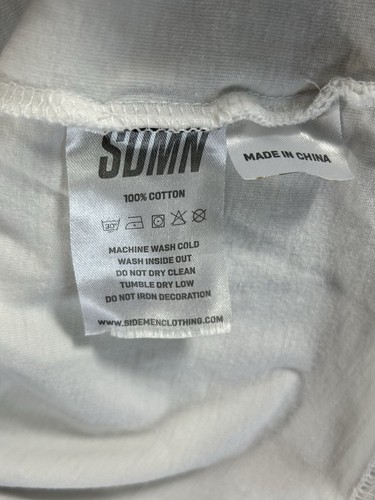 SDMN
MADE IN CHINA
100% COTTON
30°
MACHINE WASH COLD
WASH INSIDE OUT
DO NOT DRY CLEAN
TUMBLE DRY LOW
DO NOT IRON DECORATION
WWW.SIDEMENCLOTHING.COM